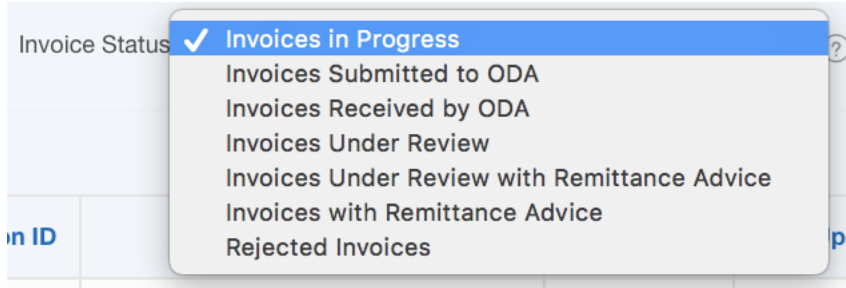 Invoice Status ✓ Invoices in Progress ?
Invoices Submitted to ODA
Invoices Received by ODA
Invoices Under Review
Invoices Under Review with Remittance Advice
Invoices with Remittance Advice
Rejected Invoices
ID